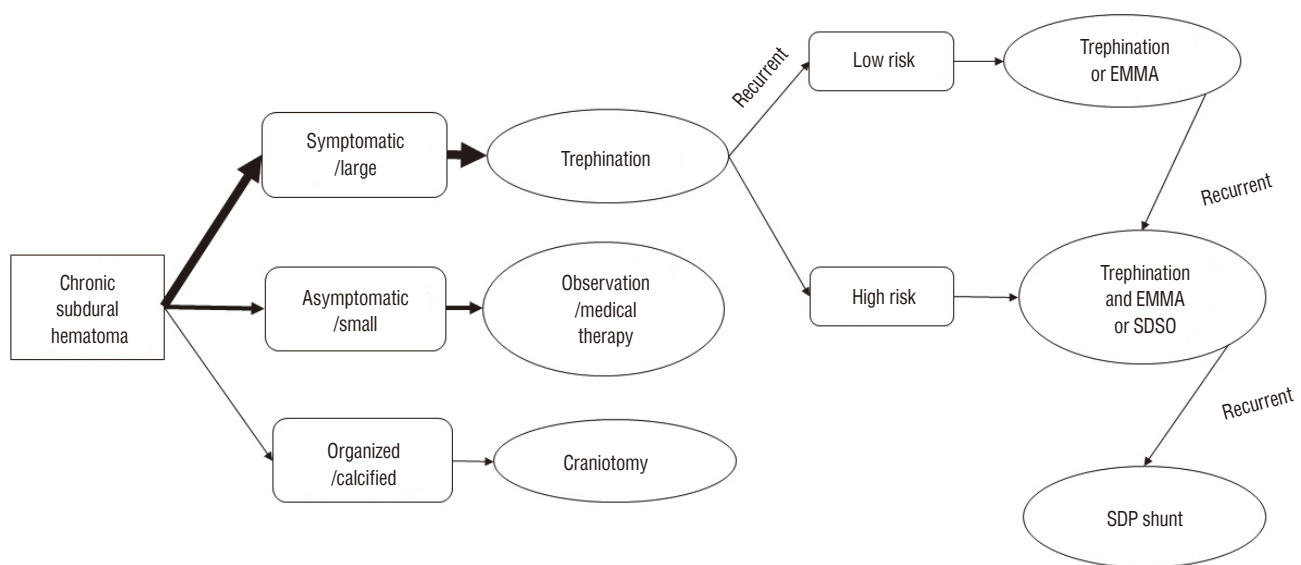 Chronic
subdural
hematoma
Symptomatic
/large
Trephination
Asymptomatic
/small
Observation
/medical
therapy
Organized
/calcified
Craniotomy
Recurrent
Low risk
Trephination
or EMMA
High risk
Recurrent
Trephination
and EMMA
or SDSO
Recurrent
SDP shunt